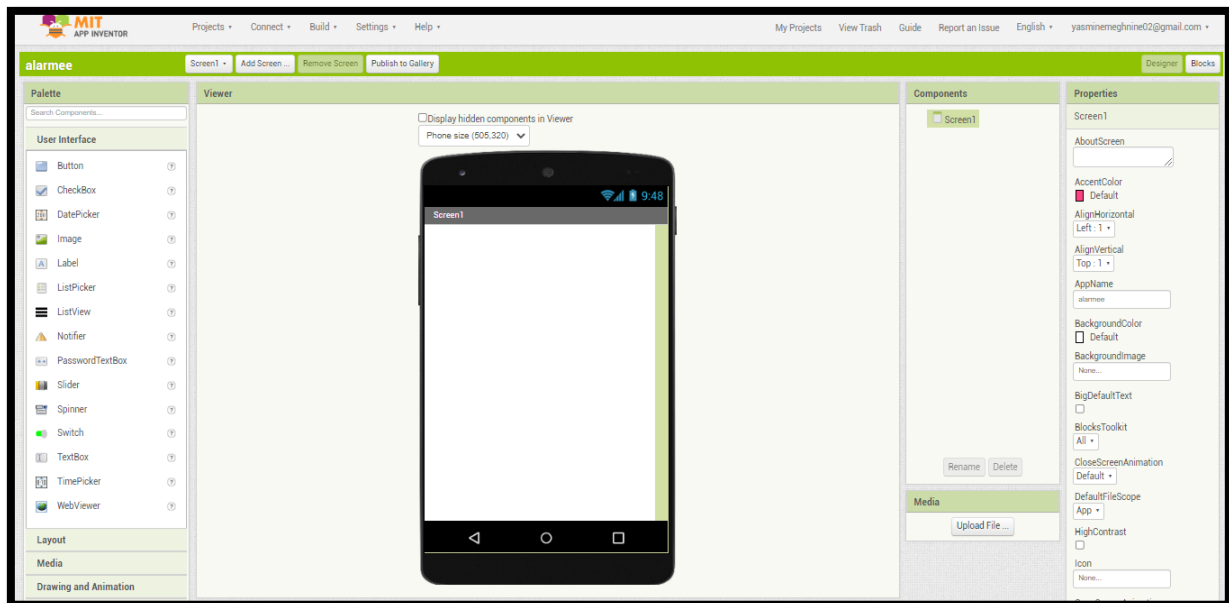 MIT
APP INVENTOR
Projects Connect Build Settings Help My Projects View Trash Guide Report an Issue English yasminemeghnine02@gmail.com
alarmee Screen1 Add Screen ... Remove Screen Publish to Gallery Designer Blocks
Palette
Search Components...
User Interface
Button
CheckBox
DatePicker
Image
Label
ListPicker
ListView
Notifier
PasswordTextBox
Slider
Spinner
Switch
TextBox
TimePicker
WebViewer
Layout
Media
Drawing and Animation
Viewer
Display hidden components in Viewer
Phone size (505,320)
9:48
Screen1
Components
Screen1
Rename Delete
Media
Upload File ...
Properties
Screen1
AboutScreen
AccentColor
Default
AlignHorizontal
Left : 1
AlignVertical
Top : 1
AppName
alarmee
BackgroundColor
Default
BackgroundImage
None...
BigDefaultText
BlocksToolkit
All
CloseScreenAnimation
Default
DefaultFileScope
App
HighContrast
Icon
None...